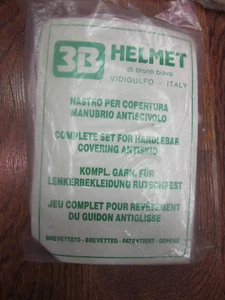 3B HELMET
di bruno biava
VIDIGULFO - ITALY
NASTRO PER COPERTURA
MANUBRIO ANTISCIVOLO
COMPLETE SET FOR HANDLEBAR
COVERING ANTISKID
KOMPL. GARN. FÜR
LENKERBEKLEIDUNG RUTSCHFEST
JEU COMPLET POUR REVÊTEMENT
DU GUIDON ANTIGLISSE
BREVETTATO - BREVETTED - PATENTIERT - DÉPOSÉ